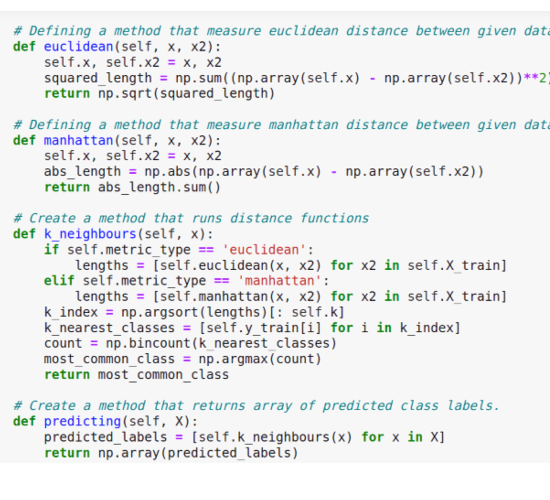 # Defining a method that measure euclidean distance between given data
def euclidean(self, x, x2):
    self.x, self.x2 = x, x2
    squared_length = np.sum((np.array(self.x) - np.array(self.x2))**2)
    return np.sqrt(squared_length)

# Defining a method that measure manhattan distance between given data
def manhattan(self, x, x2):
    self.x, self.x2 = x, x2
    abs_length = np.abs(np.array(self.x) - np.array(self.x2))
    return abs_length.sum()

# Create a method that runs distance functions
def k_neighbours(self, x):
    if self.metric_type == 'euclidean':
        lengths = [self.euclidean(x, x2) for x2 in self.X_train]
    elif self.metric_type == 'manhattan':
        lengths = [self.manhattan(x, x2) for x2 in self.X_train]
    k_index = np.argsort(lengths)[: self.k]
    k_nearest_classes = [self.y_train[i] for i in k_index]
    count = np.bincount(k_nearest_classes)
    most_common_class = np.argmax(count)
    return most_common_class

# Create a method that returns array of predicted class labels.
def predicting(self, X):
    predicted_labels = [self.k_neighbours(x) for x in X]
    return np.array(predicted_labels)